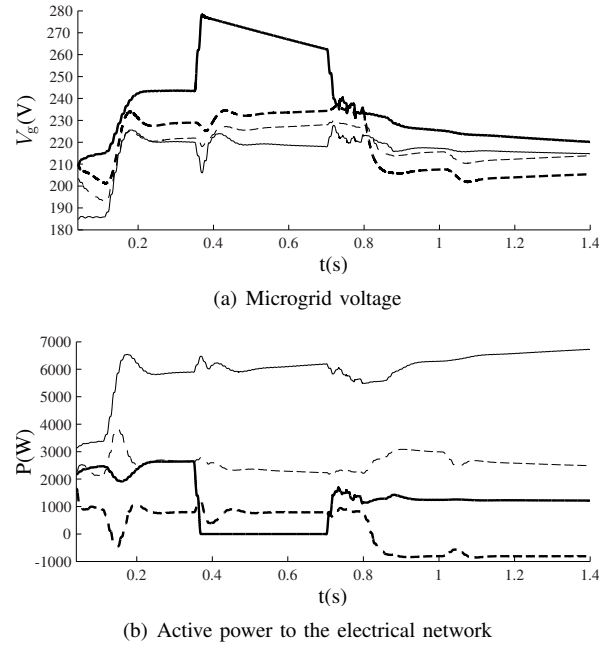 280
270
260
250
240
230
220
210
200
190
180
V_g(V)
0.2 0.4 0.6 0.8 1 1.2 1.4
t(s)
(a) Microgrid voltage
7000
6000
5000
4000
3000
2000
1000
0
-1000
P(W)
0.2 0.4 0.6 0.8 1 1.2 1.4
t(s)
(b) Active power to the electrical network